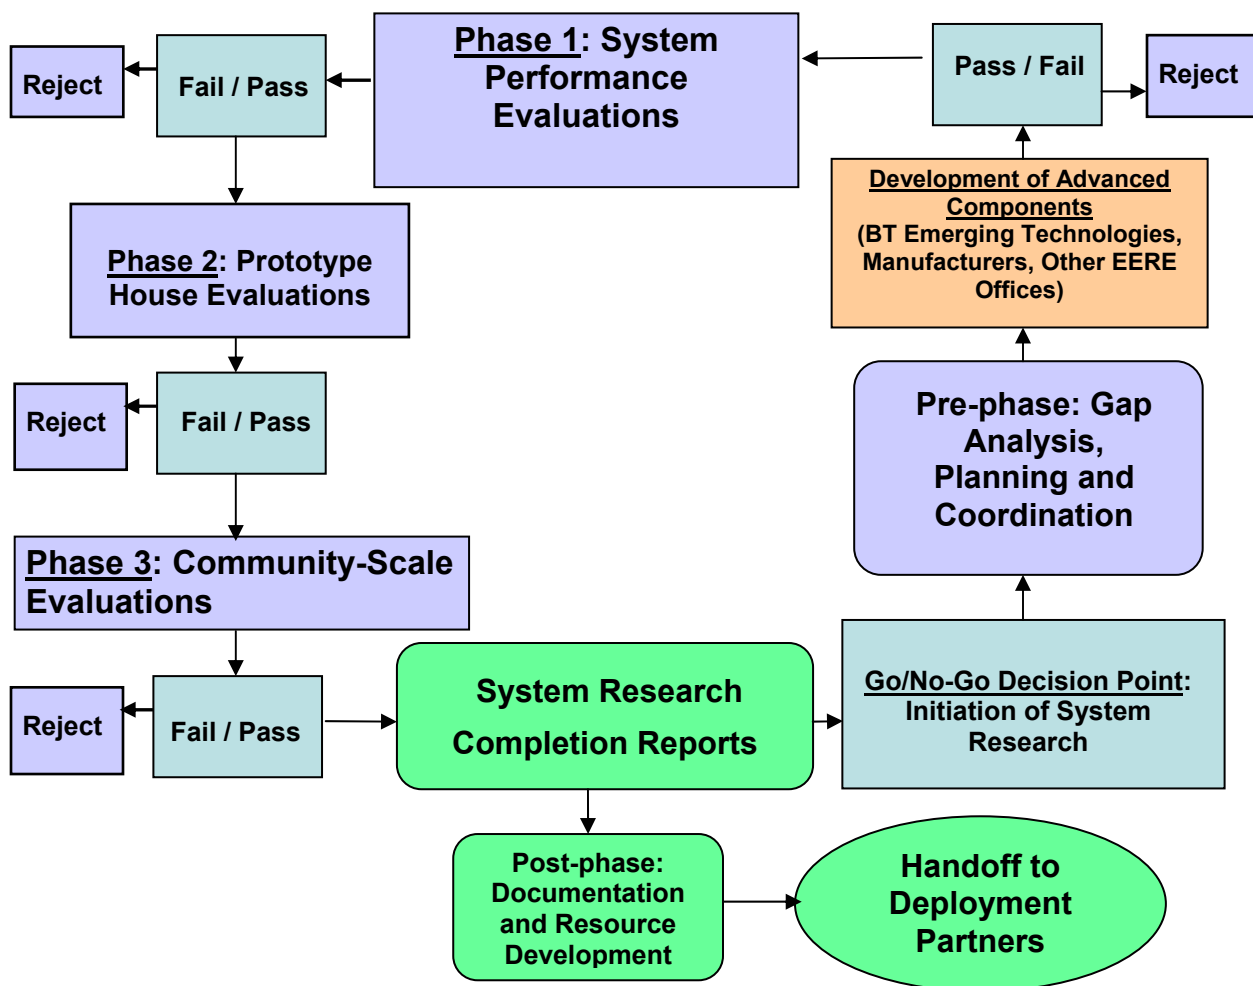 Phase 1: System
Performance
Evaluations
Fail / Pass
Reject
Pass / Fail
Reject
Development of Advanced
Components
(BT Emerging Technologies,
Manufacturers, Other EERE
Offices)
Phase 2: Prototype
House Evaluations
Reject
Fail / Pass
Pre-phase: Gap
Analysis,
Planning and
Coordination
Phase 3: Community-Scale
Evaluations
Reject
Fail / Pass
System Research
Completion Reports
Go/No-Go Decision Point:
Initiation of System
Research
Post-phase:
Documentation
and Resource
Development
Handoff to
Deployment
Partners